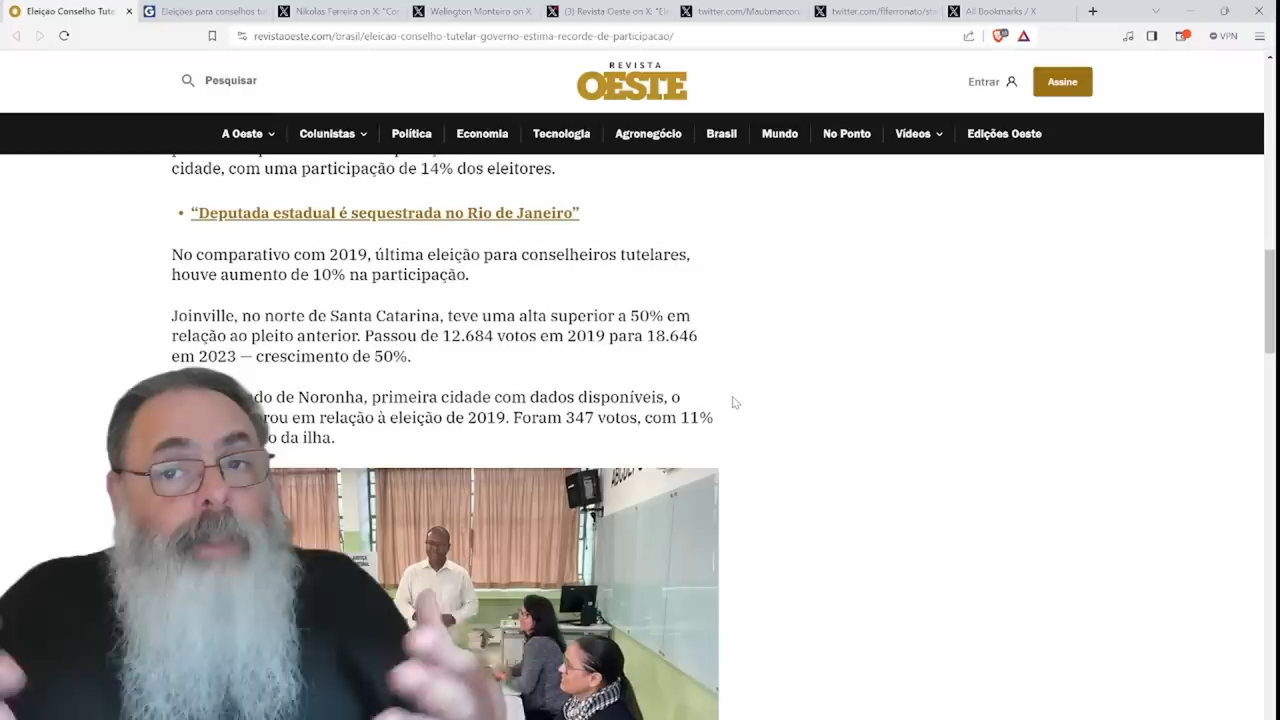 Eleição Conselho Tute
Eleições para conselhos tut
Nikolas Ferreira on X: "Co
Welington Monteiro on X
(3) Revista Oeste on X: "El
twitter.com/Maubmarcon
twitter.com/flferronato/sta
All Bookmarks / X
revistaoeste.com/brasil/eleicao-conselho-tutelar-governo-estima-recorde-de-participacao/
VPN
Pesquisar
REVISTA
OESTE
Entrar
Assine
A Oeste
Colunistas
Política
Economia
Tecnologia
Agronegócio
Brasil
Mundo
No Ponto
Vídeos
Edições Oeste
cidade, com uma participação de 14% dos eleitores.
• “Deputada estadual é sequestrada no Rio de Janeiro”
No comparativo com 2019, última eleição para conselheiros tutelares,
houve aumento de 10% na participação.
Joinville, no norte de Santa Catarina, teve uma alta superior a 50% em
relação ao pleito anterior. Passou de 12.684 votos em 2019 para 18.646
em 2023 — crescimento de 50%.
do de Noronha, primeira cidade com dados disponíveis, o
rou em relação à eleição de 2019. Foram 347 votos, com 11%
o da ilha.